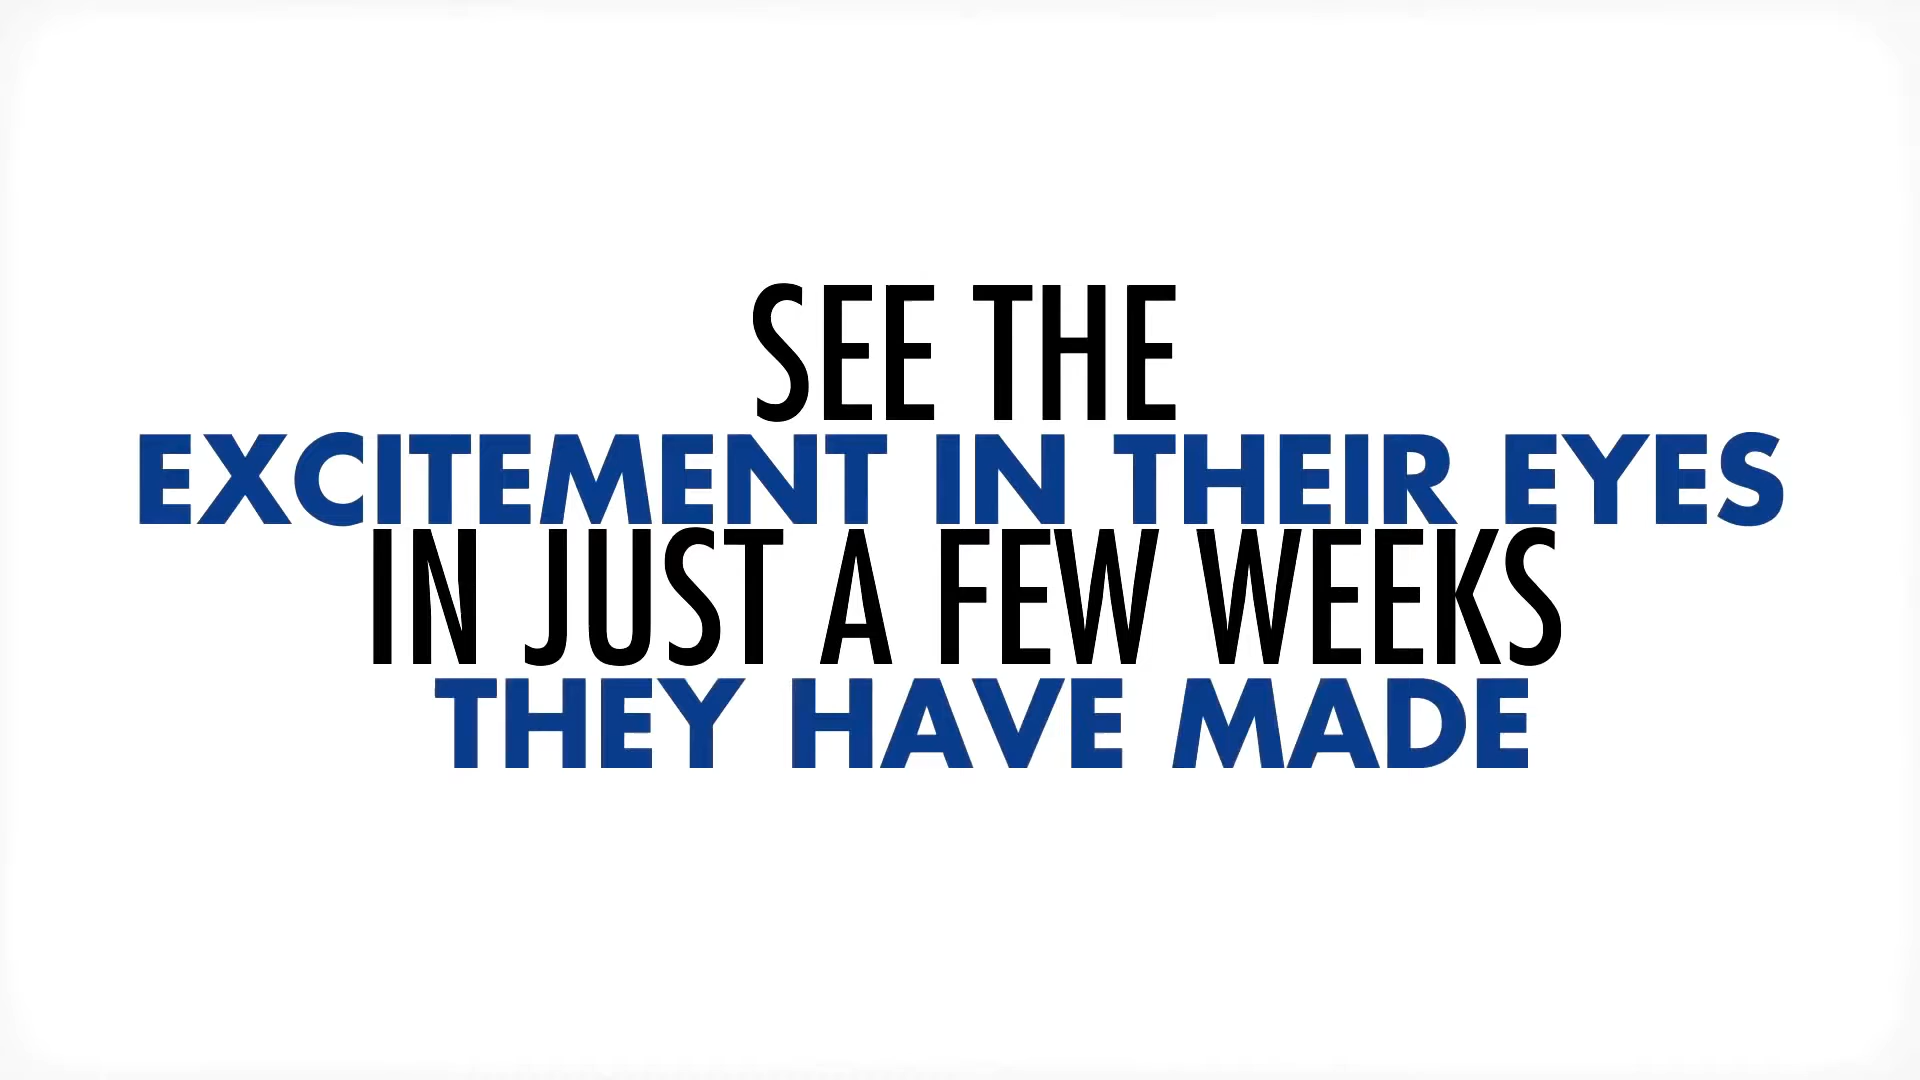 SEE THE
EXCITEMENT IN THEIR EYES
IN JUST A FEW WEEKS
THEY HAVE MADE